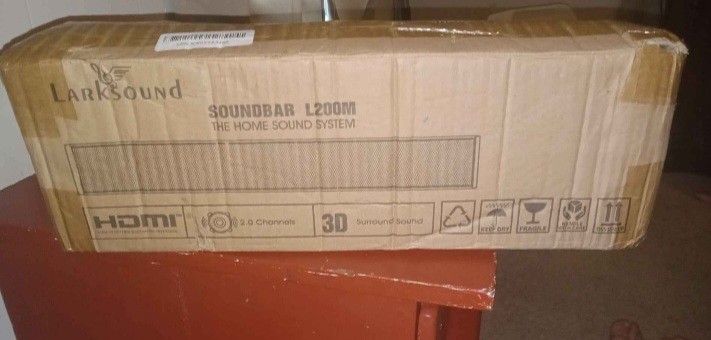 LARKSOUND
SOUNDBAR L200M
THE HOME SOUND SYSTEM
HDMI
2.0 Channels
3D Surround Sound
KEEP DRY
FRAGILE